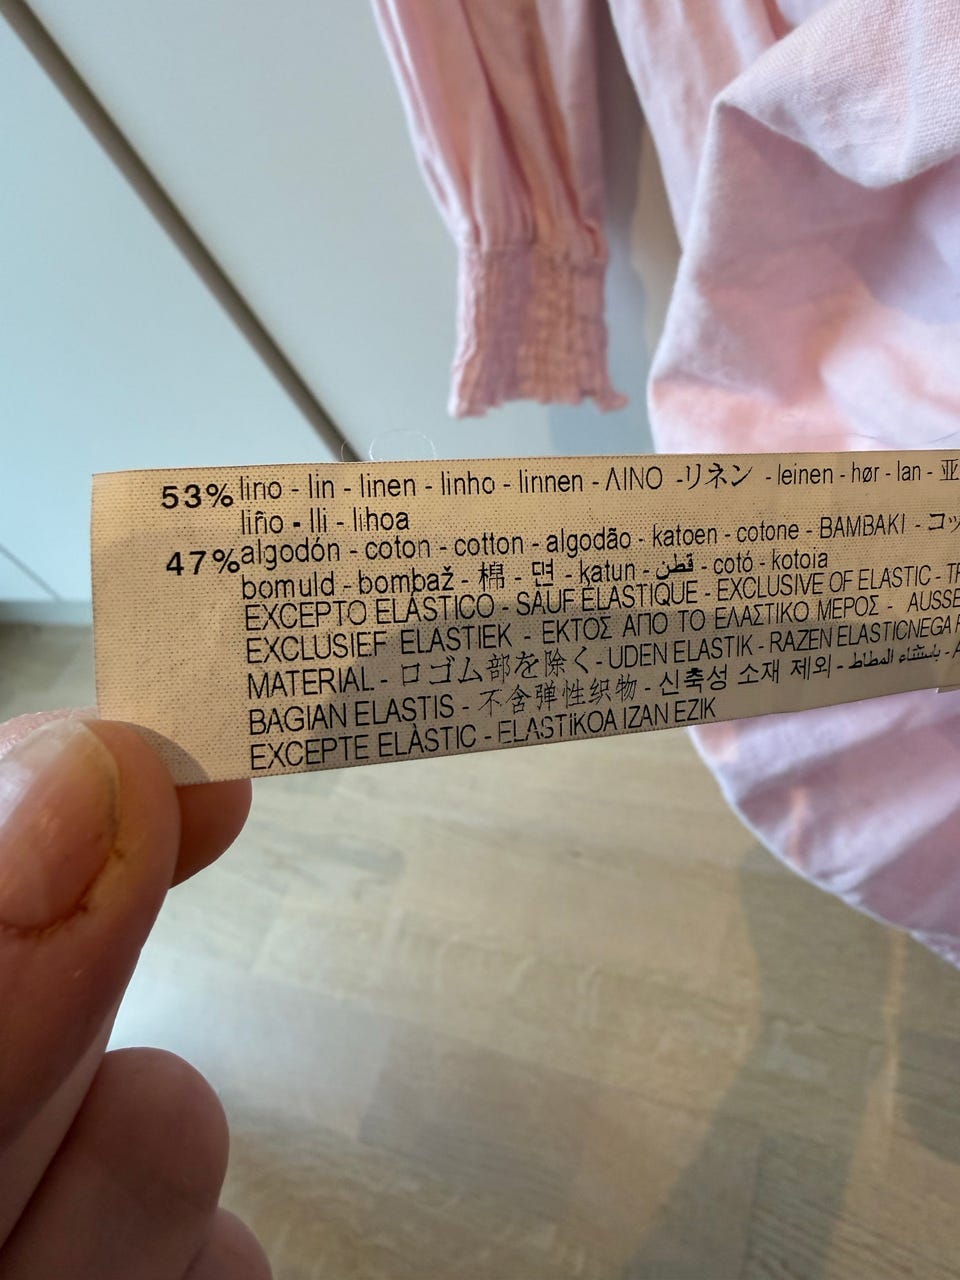 53% lino - lin - linen - linho - linnen - ΛΙΝΟ - リネン - leinen - hør - lan - 亚
liño - lli - lihoa
47% algodón - coton - cotton - algodão - katoen - cotone - BAMBAKI - コッ
bomuld - bombaž - 棉 - 면 - katun - قطن - cotó - kotoia
EXCEPTO ELÁSTICO - SAUF ÉLASTIQUE - EXCLUSIVE OF ELASTIC -
EXCLUSIEF ELASTIEK - ΕΚΤΟΣ ΑΠΟ ΤΟ ΕΛΑΣΤΙΚΟ ΜΕΡΟΣ - AUSSE
MATERIAL - ロゴム部を除く - UDEN ELASTIK - RAZEN ELASTICNEGA
BAGIAN ELASTIS - 不含弹性织物 - 신축성 소재 제외 - باستثناء المطاط -
EXCEPTE ELÀSTIC - ELASTIKOA IZAN EZIK